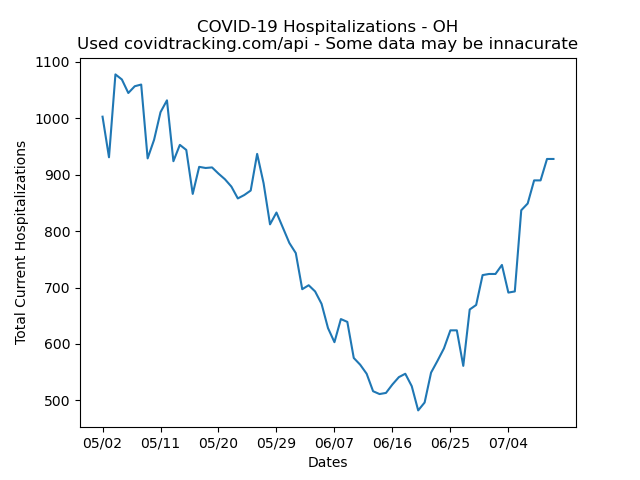 COVID-19 Hospitalizations - OH
Used covidtracking.com/api - Some data may be innacurate
1100
1000
900
800
700
600
500
Total Current Hospitalizations
05/02 05/11 05/20 05/29 06/07 06/16 06/25 07/04
Dates